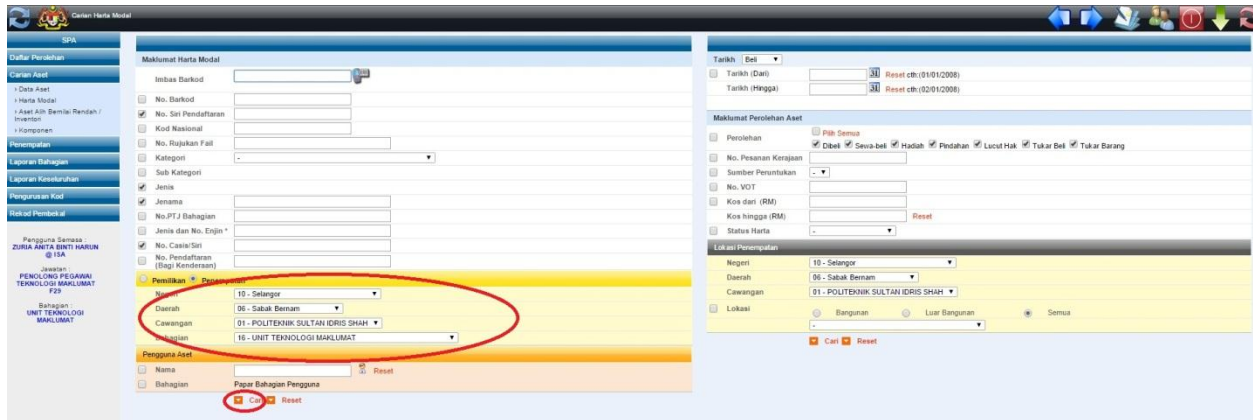 Carian Harta Modal
SPA
Daftar Perolehan
Carian Aset
› Data Aset
› Harta Modal
› Aset Alih Bernilai Rendah /
Inventori
› Komponen
Penempatan
Laporan Bahagian
Laporan Keseluruhan
Pengurusan Kod
Rekod Pembekal
Pengguna Semasa :
ZURIA ANITA BINTI HARUN
@ ISA
Jawatan :
PENOLONG PEGAWAI
TEKNOLOGI MAKLUMAT
F29
Bahagian :
UNIT TEKNOLOGI
MAKLUMAT
Maklumat Harta Modal
Imbas Barkod
No. Barkod
No. Siri Pendaftaran
Kod Nasional
No. Rujukan Fail
Kategori -
Sub Kategori
Jenis
Jenama
No.PTJ Bahagian
Jenis dan No. Enjin *
No. Casis/Siri
No. Pendaftaran
(Bagi Kenderaan)
Pemilikan Penempatan
Negeri 10 - Selangor
Daerah 06 - Sabak Bernam
Cawangan 01 - POLITEKNIK SULTAN IDRIS SHAH
Bahagian 16 - UNIT TEKNOLOGI MAKLUMAT
Pengguna Aset
Nama Reset
Bahagian Papar Bahagian Pengguna
Cari Reset
Tarikh Beli
Tarikh (Dari) 31 Reset cth:(01/01/2008)
Tarikh (Hingga) 31 Reset cth:(02/01/2008)
Maklumat Perolehan Aset
Perolehan Pilih Semua
Dibeli Sewa-beli Hadiah Pindahan Lucut Hak Tukar Beli Tukar Barang
No. Pesanan Kerajaan
Sumber Peruntukan -
No. VOT
Kos dari (RM)
Kos hingga (RM) Reset
Status Harta -
Lokasi Penempatan
Negeri 10 - Selangor
Daerah 06 - Sabak Bernam
Cawangan 01 - POLITEKNIK SULTAN IDRIS SHAH
Lokasi Bangunan Luar Bangunan Semua
-
Cari Reset